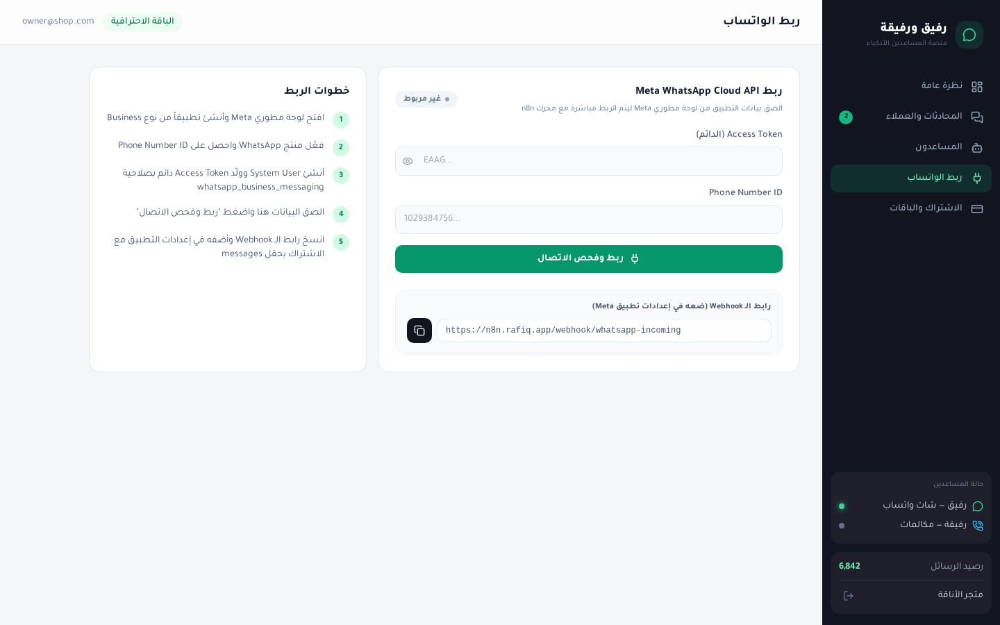 رفيق ورفيقة
منصة المساعدين الأذكياء
نظرة عامة
المحادثات والعملاء
2
المساعدون
ربط الواتساب
الاشتراك والباقات
حالة المساعدين
رفيق – شات واتساب
رفيقة – مكالمات
رصيد الرسائل
6,842
متجر الأناقة
ربط الواتساب
الباقة الاحترافية
owner@shop.com
ربط Meta WhatsApp Cloud API
غير مربوط
الصق بيانات التطبيق من لوحة مطوري Meta ليتم الربط مباشرة مع محرك n8n
Access Token (الدائم)
EAAG...
Phone Number ID
1029384756...
ربط وفحص الاتصال
رابط الـ Webhook (ضعه في إعدادات تطبيق Meta)
https://n8n.rafiq.app/webhook/whatsapp-incoming
خطوات الربط
1 افتح لوحة مطوري Meta وأنشئ تطبيقاً من نوع Business
2 فعّل منتج WhatsApp واحصل على Phone Number ID
3 أنشئ System User وولّد Access Token دائم بصلاحية
whatsapp_business_messaging
4 الصق البيانات هنا واضغط "ربط وفحص الاتصال"
5 انسخ رابط الـ Webhook وأضفه في إعدادات التطبيق مع
الاشتراك بحقل messages